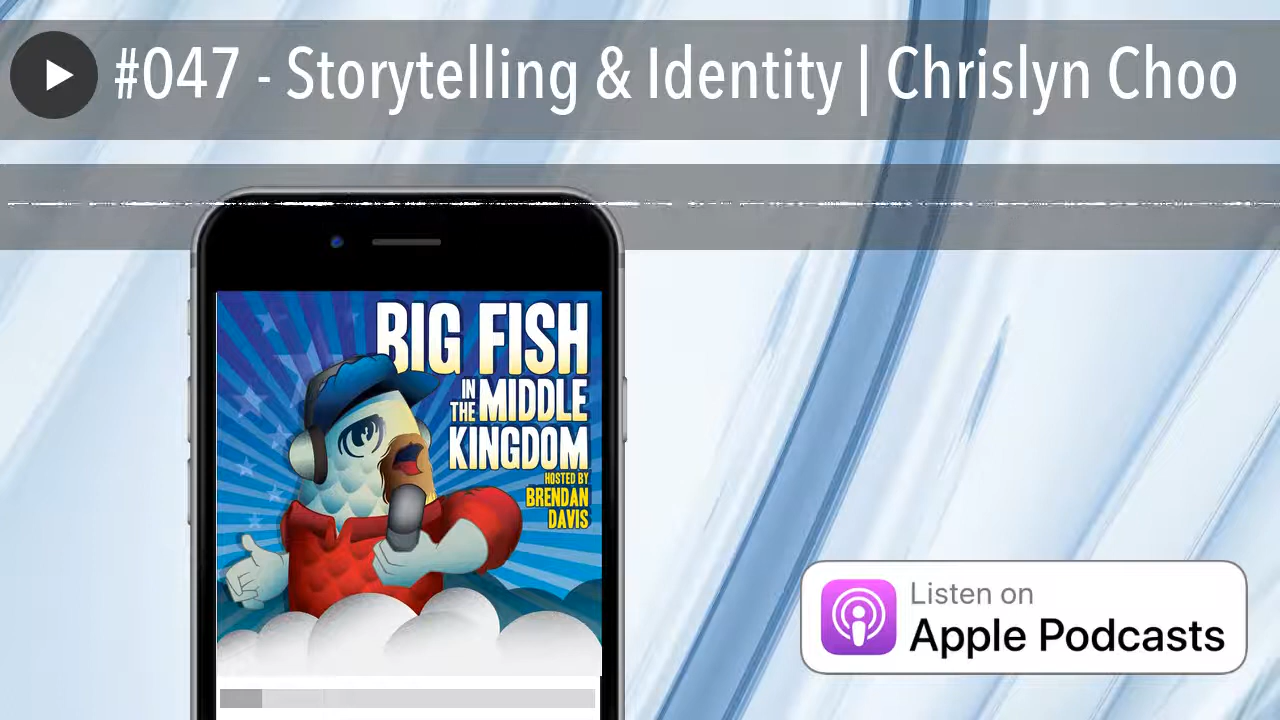 #047 - Storytelling & Identity | Chrislyn Choo
BIG FISH
IN
THE MIDDLE
KINGDOM
HOSTED BY
BRENDAN
DAVIS
Listen on
Apple Podcasts